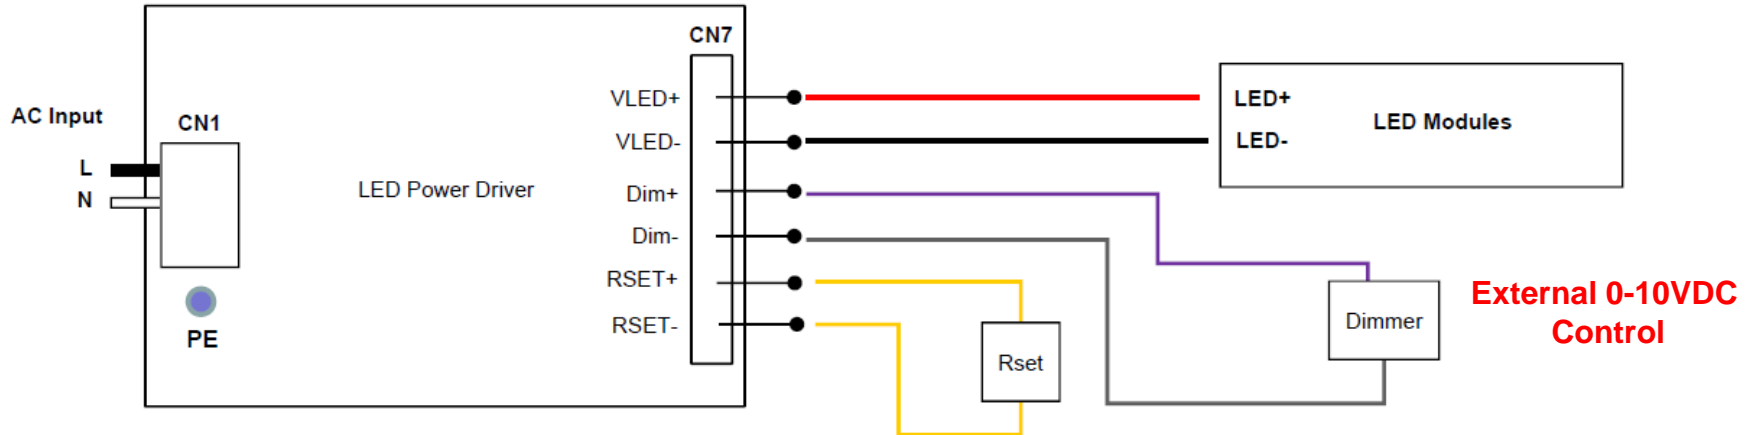 CN7
AC Input
CN1
L
N
LED Power Driver
PE
VLED+
VLED-
Dim+
Dim-
RSET+
RSET-
LED+
LED-
LED Modules
Rset
Dimmer
External 0-10VDC
Control